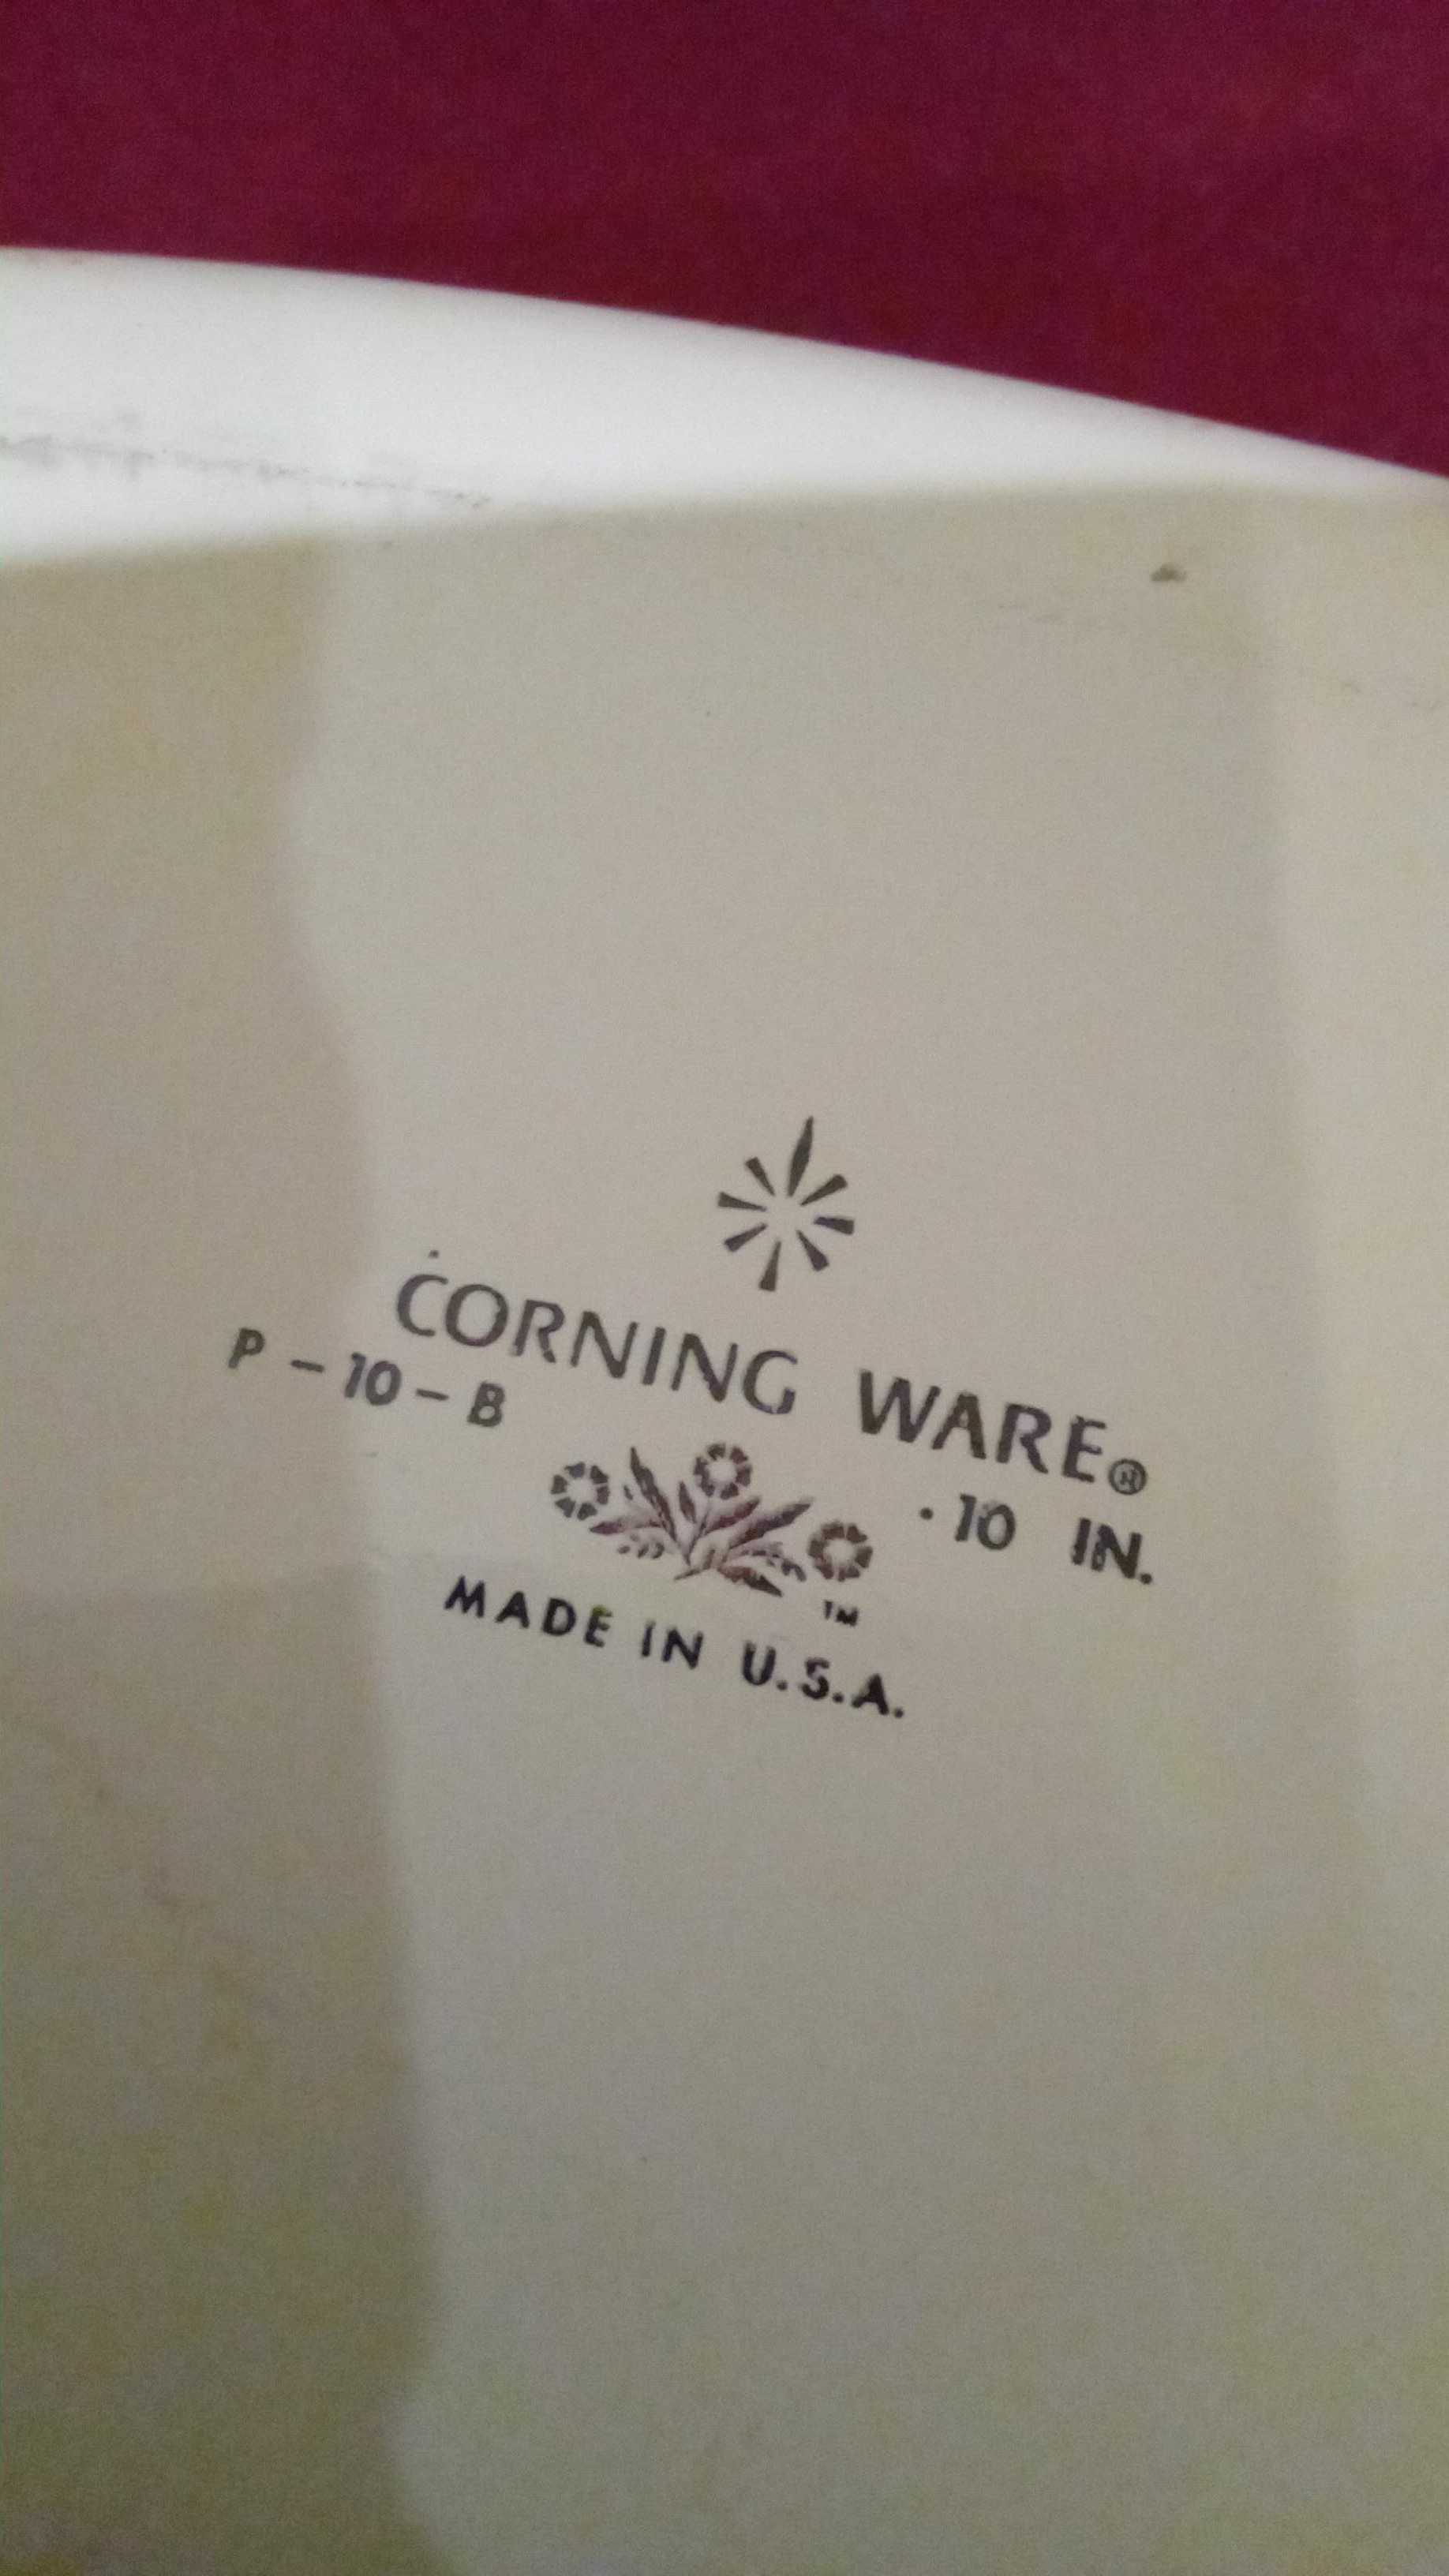 CORNING WARE®
P-10-B · 10 IN.
TM
MADE IN U.S.A.